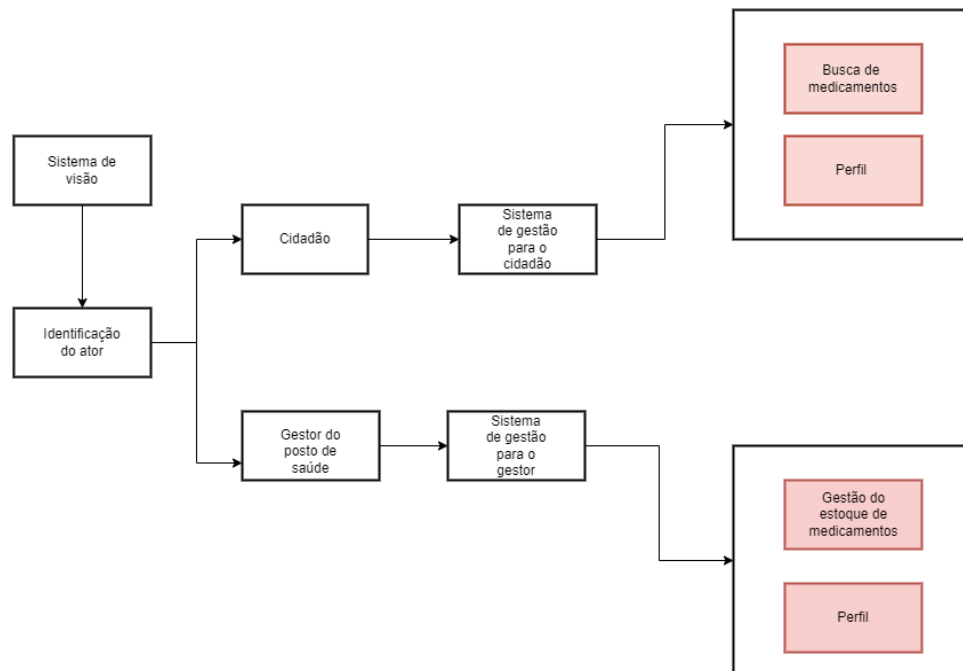 Busca de
medicamentos
Perfil
Sistema de
visão
Cidadão
Sistema
de gestão
para o
cidadão
Identificação
do ator
Gestor do
posto de
saúde
Sistema
de gestão
para o
gestor
Gestão do
estoque de
medicamentos
Perfil